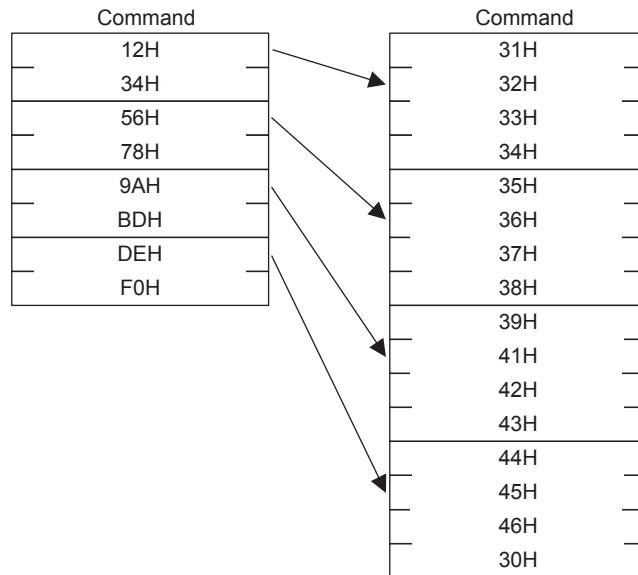 Command
12H
34H
56H
78H
9AH
BDH
DEH
F0H
Command
31H
32H
33H
34H
35H
36H
37H
38H
39H
41H
42H
43H
44H
45H
46H
30H